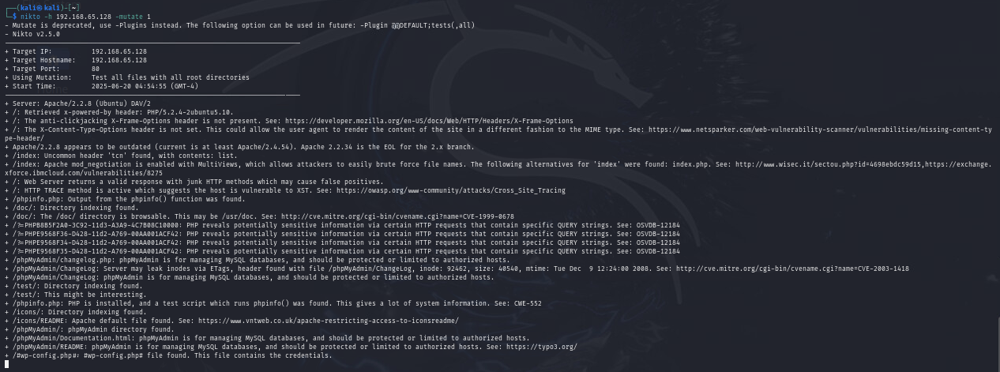 ┌──(kali㉿kali)-[~]
└─$ nikto -h 192.168.65.128 -mutate 1
- Mutate is deprecated, use -Plugins instead. The following option can be used in future: -Plugin @@DEFAULT;tests(,all)
- Nikto v2.5.0
---------------------------------------------------------------------------
+ Target IP:          192.168.65.128
+ Target Hostname:    192.168.65.128
+ Target Port:        80
+ Using Mutation:     Test all files with all root directories
+ Start Time:         2025-06-20 04:54:55 (GMT-4)
---------------------------------------------------------------------------
+ Server: Apache/2.2.8 (Ubuntu) DAV/2
+ /: Retrieved x-powered-by header: PHP/5.2.4-2ubuntu5.10.
+ /: The anti-clickjacking X-Frame-Options header is not present. See: https://developer.mozilla.org/en-US/docs/Web/HTTP/Headers/X-Frame-Options
+ /: The X-Content-Type-Options header is not set. This could allow the user agent to render the content of the site in a different fashion to the MIME type. See: https://www.netsparker.com/web-vulnerability-scanner/vulnerabilities/missing-content-ty
pe-header/
+ Apache/2.2.8 appears to be outdated (current is at least Apache/2.4.54). Apache 2.2.34 is the EOL for the 2.x branch.
+ /index: Uncommon header 'tcn' found, with contents: list.
+ /index: Apache mod_negotiation is enabled with MultiViews, which allows attackers to easily brute force file names. The following alternatives for 'index' were found: index.php. See: http://www.wisec.it/sectou.php?id=4698ebdc59d15,https://exchange.
xforce.ibmcloud.com/vulnerabilities/8275
+ /: Web Server returns a valid response with junk HTTP methods which may cause false positives.
+ /: HTTP TRACE method is active which suggests the host is vulnerable to XST. See: https://owasp.org/www-community/attacks/Cross_Site_Tracing
+ /phpinfo.php: Output from the phpinfo() function was found.
+ /doc/: Directory indexing found.
+ /doc/: The /doc/ directory is browsable. This may be /usr/doc. See: http://cve.mitre.org/cgi-bin/cvename.cgi?name=CVE-1999-0678
+ /?=PHPB8B5F2A0-3C92-11d3-A3A9-4C7B08C10000: PHP reveals potentially sensitive information via certain HTTP requests that contain specific QUERY strings. See: OSVDB-12184
+ /?=PHPE9568F36-D428-11d2-A769-00AA001ACF42: PHP reveals potentially sensitive information via certain HTTP requests that contain specific QUERY strings. See: OSVDB-12184
+ /?=PHPE9568F34-D428-11d2-A769-00AA001ACF42: PHP reveals potentially sensitive information via certain HTTP requests that contain specific QUERY strings. See: OSVDB-12184
+ /?=PHPE9568F35-D428-11d2-A769-00AA001ACF42: PHP reveals potentially sensitive information via certain HTTP requests that contain specific QUERY strings. See: OSVDB-12184
+ /phpMyAdmin/changelog.php: phpMyAdmin is for managing MySQL databases, and should be protected or limited to authorized hosts.
+ /phpMyAdmin/ChangeLog: Server may leak inodes via ETags, header found with file /phpMyAdmin/ChangeLog, inode: 92462, size: 40540, mtime: Tue Dec  9 12:24:00 2008. See: http://cve.mitre.org/cgi-bin/cvename.cgi?name=CVE-2003-1418
+ /phpMyAdmin/ChangeLog: phpMyAdmin is for managing MySQL databases, and should be protected or limited to authorized hosts.
+ /test/: Directory indexing found.
+ /test/: This might be interesting.
+ /phpinfo.php: PHP is installed, and a test script which runs phpinfo() was found. This gives a lot of system information. See: CWE-552
+ /icons/: Directory indexing found.
+ /icons/README: Apache default file found. See: https://www.vntweb.co.uk/apache-restricting-access-to-iconsreadme/
+ /phpMyAdmin/: phpMyAdmin directory found.
+ /phpMyAdmin/Documentation.html: phpMyAdmin is for managing MySQL databases, and should be protected or limited to authorized hosts.
+ /phpMyAdmin/README: phpMyAdmin is for managing MySQL databases, and should be protected or limited to authorized hosts. See: https://typo3.org/
+ /#wp-config.php#: #wp-config.php# file found. This file contains the credentials.